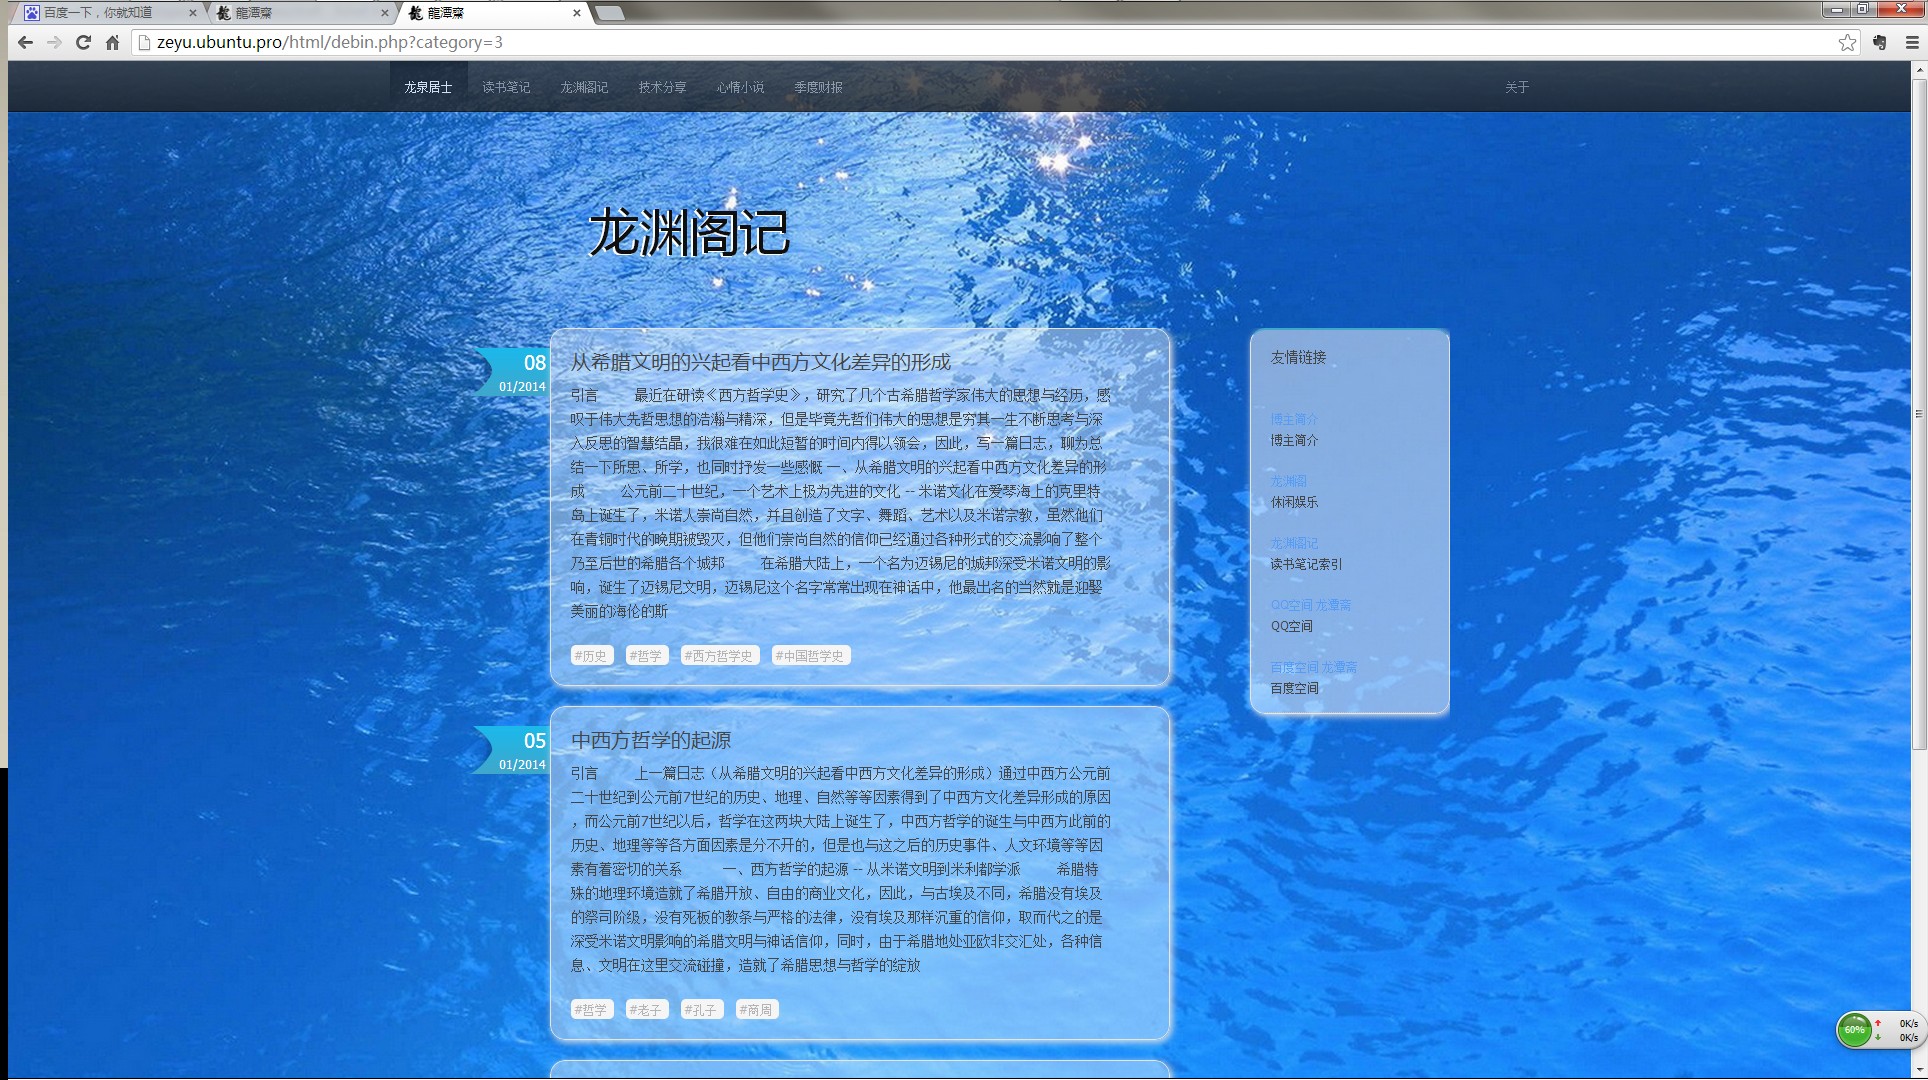 百度一下，你就知道
龍潭齋
龍潭齋
zeyu.ubuntu.pro/html/debin.php?category=3
龙泉居士 读书笔记 龙渊阁记 技术分享 心情小说 季度财报 关于
龙渊阁记
08
01/2014
从希腊文明的兴起看中西方文化差异的形成
引言 最近在研读《西方哲学史》，研究了几个古希腊哲学家伟大的思想与经历，感
叹于伟大先哲思想的浩瀚与精深，但是毕竟先哲们伟大的思想是穷其一生不断思考与深
入反思的智慧结晶，我很难在如此短暂的时间内得以领会，因此，写一篇日志，聊为总
结一下所思、所学，也同时抒发一些感慨 一、从希腊文明的兴起看中西方文化差异的形
成 公元前二十世纪，一个艺术上极为先进的文化 -- 米诺文化在爱琴海上的克里特
岛上诞生了，米诺人崇尚自然，并且创造了文字、舞蹈、艺术以及米诺宗教，虽然他们
在青铜时代的晚期被毁灭，但他们崇尚自然的信仰已经通过各种形式的交流影响了整个
乃至后世的希腊各个城邦 在希腊大陆上，一个名为迈锡尼的城邦深受米诺文明的影
响，诞生了迈锡尼文明，迈锡尼这个名字常常出现在神话中，他最出名的当然就是迎娶
美丽的海伦的斯
#历史 #哲学 #西方哲学史 #中国哲学史
05
01/2014
中西方哲学的起源
引言 上一篇日志（从希腊文明的兴起看中西方文化差异的形成）通过中西方公元前
二十世纪到公元前7世纪的历史、地理、自然等等因素得到了中西方文化差异形成的原因
，而公元前7世纪以后，哲学在这两块大陆上诞生了，中西方哲学的诞生与中西方此前的
历史、地理等等各方面因素是分不开的，但是也与这之后的历史事件、人文环境等等因
素有着密切的关系 一、西方哲学的起源 -- 从米诺文明到米利都学派 希腊特
殊的地理环境造就了希腊开放、自由的商业文化，因此，与古埃及不同，希腊没有埃及
的祭司阶级，没有死板的教条与严格的法律，没有埃及那样沉重的信仰，取而代之的是
深受米诺文明影响的希腊文明与神话信仰，同时，由于希腊地处亚欧非交汇处，各种信
息、文明在这里交流碰撞，造就了希腊思想与哲学的绽放
#哲学 #老子 #孔子 #商周
友情链接
博主简介
博主简介
龙渊阁
休闲娱乐
龙渊阁记
读书笔记索引
QQ空间 龙潭斋
QQ空间
百度空间 龙潭斋
百度空间
60%
0K/s
0K/s